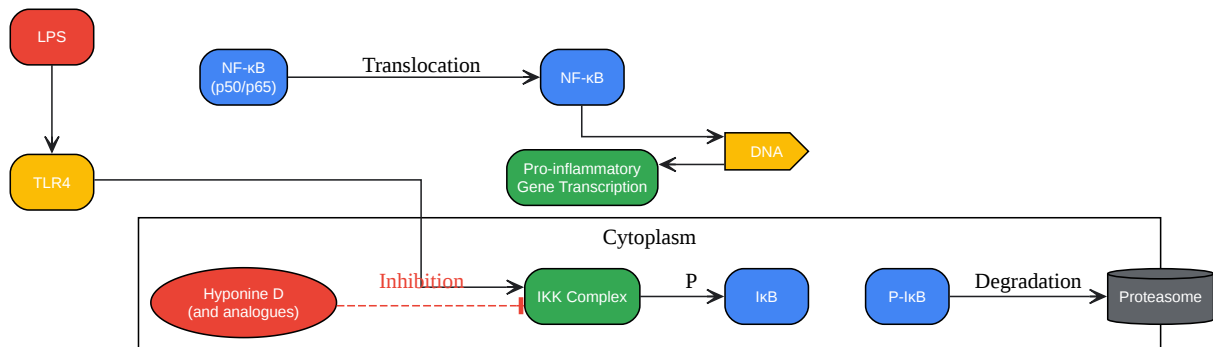 LPS
NF-κB
(p50/p65)
Translocation
NF-κB
DNA
TLR4
Pro-inflammatory
Gene Transcription
Cytoplasm
Hyponine D
(and analogues)
Inhibition
IKK Complex
P
IκB
P-IκB
Degradation
Proteasome